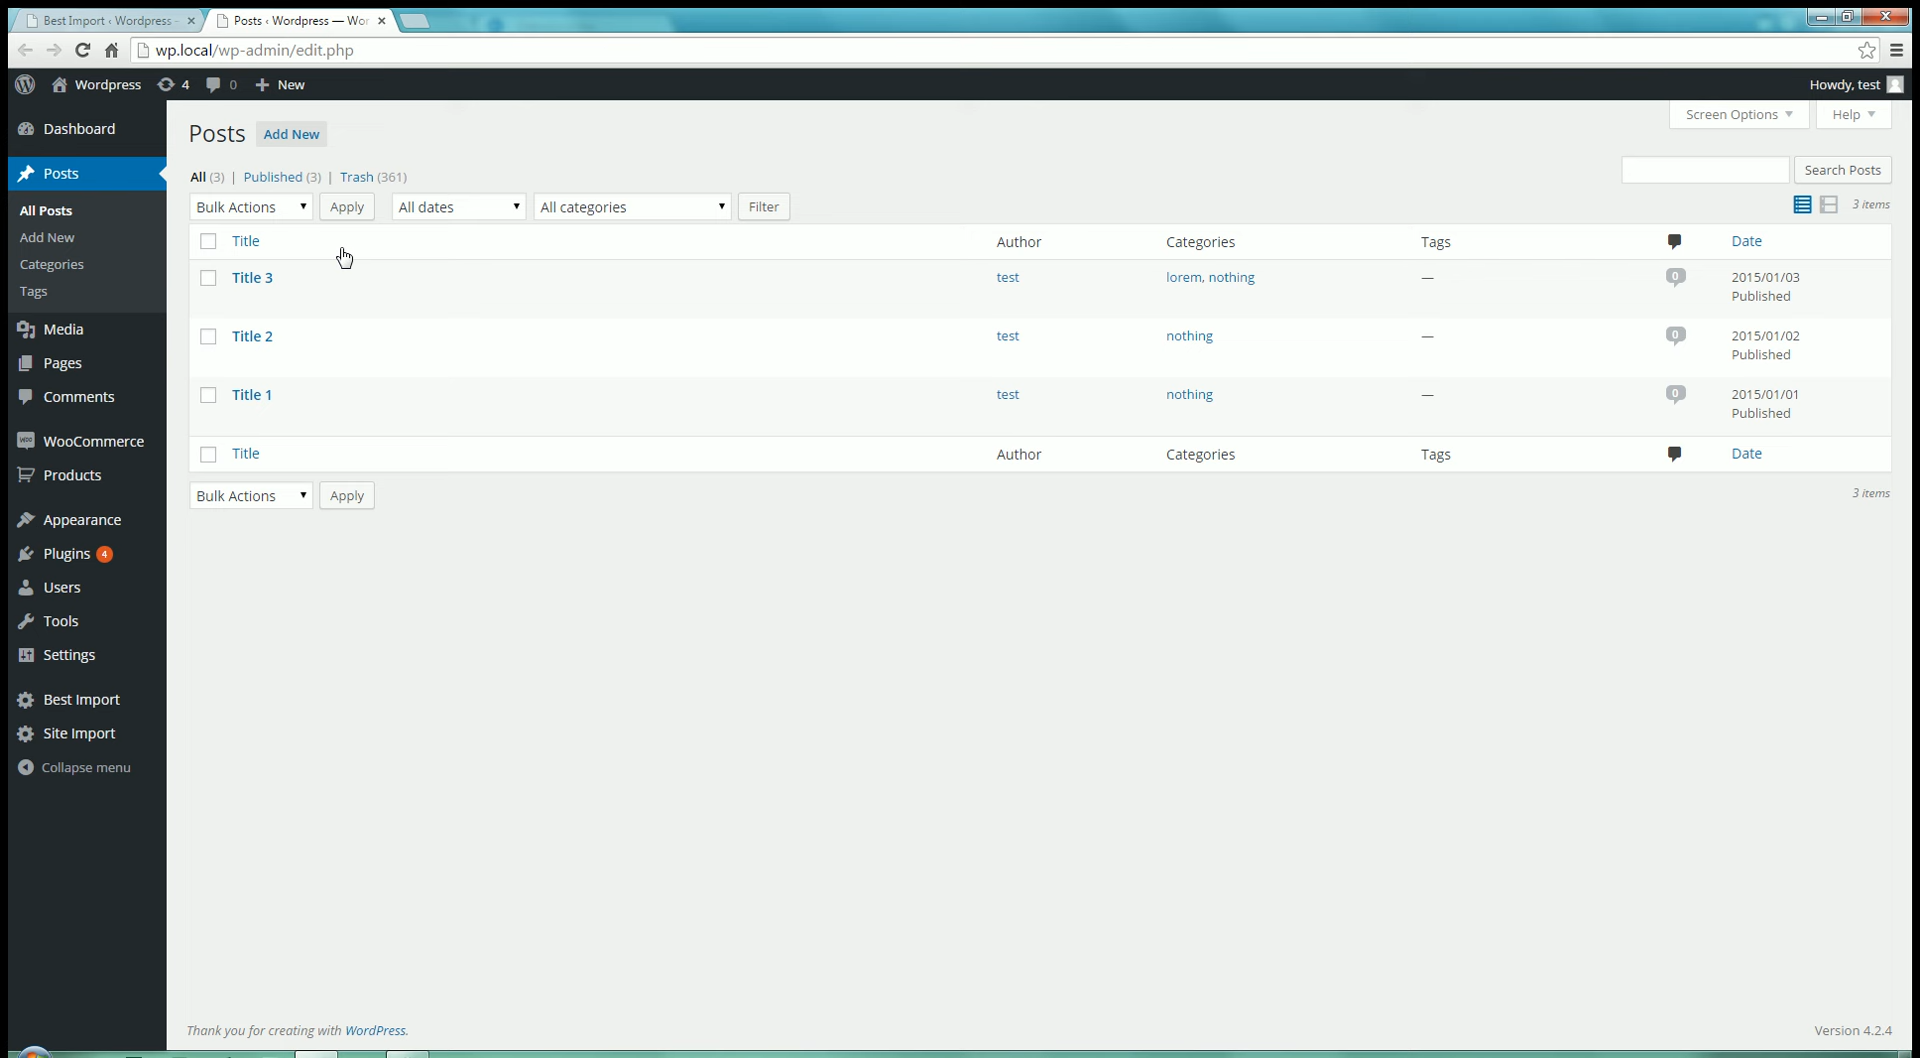 Best Import ‹ Wordpress -
Posts ‹ Wordpress — Wor
wp.local/wp-admin/edit.php
Wordpress 4 0 New
Howdy, test
Dashboard
Posts
All Posts
Add New
Categories
Tags
Media
Pages
Comments
WooCommerce
Products
Appearance
Plugins 4
Users
Tools
Settings
Best Import
Site Import
Collapse menu
Screen Options
Help
Posts Add New
All (3) | Published (3) | Trash (361)
Search Posts
Bulk Actions Apply All dates All categories Filter
3 items
Title Author Categories Tags Date
Title 3 test lorem, nothing — 0 2015/01/03
Published
Title 2 test nothing — 0 2015/01/02
Published
Title 1 test nothing — 0 2015/01/01
Published
Title Author Categories Tags Date
Bulk Actions Apply
3 items
Thank you for creating with WordPress.
Version 4.2.4